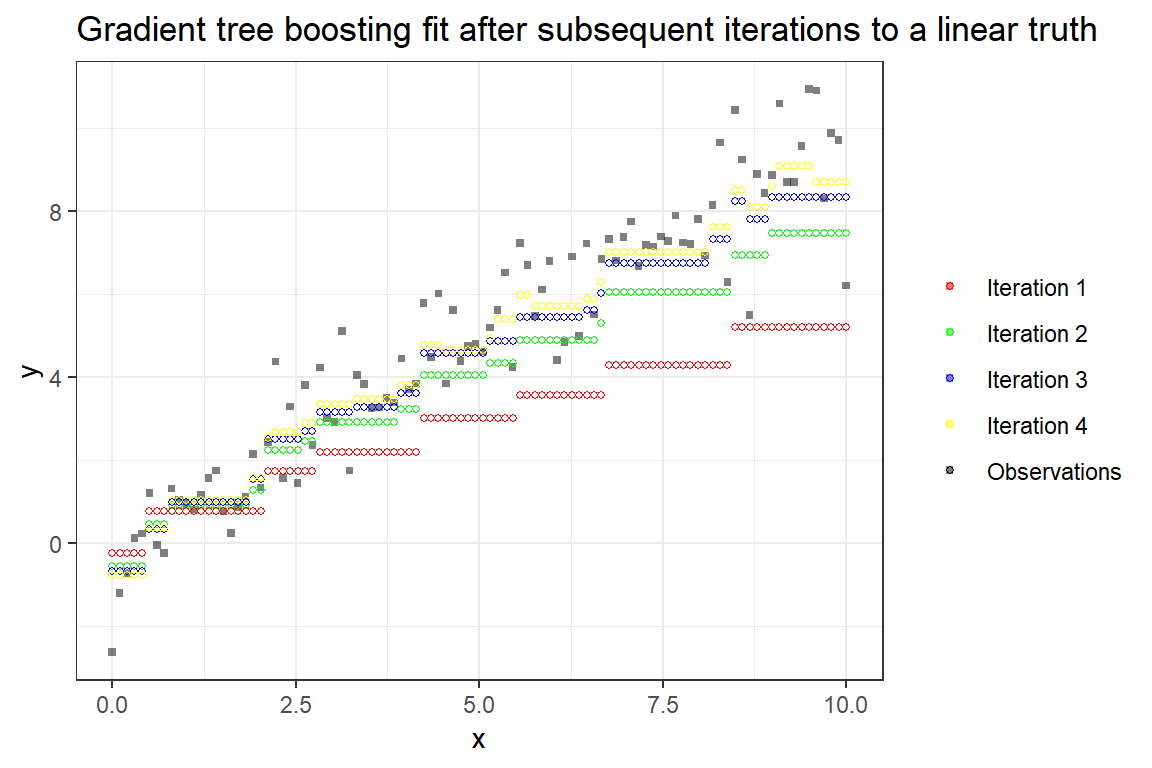 Gradient tree boosting fit after subsequent iterations to a linear truth
8
4
0
y
0.0 2.5 5.0 7.5 10.0
x
Iteration 1
Iteration 2
Iteration 3
Iteration 4
Observations